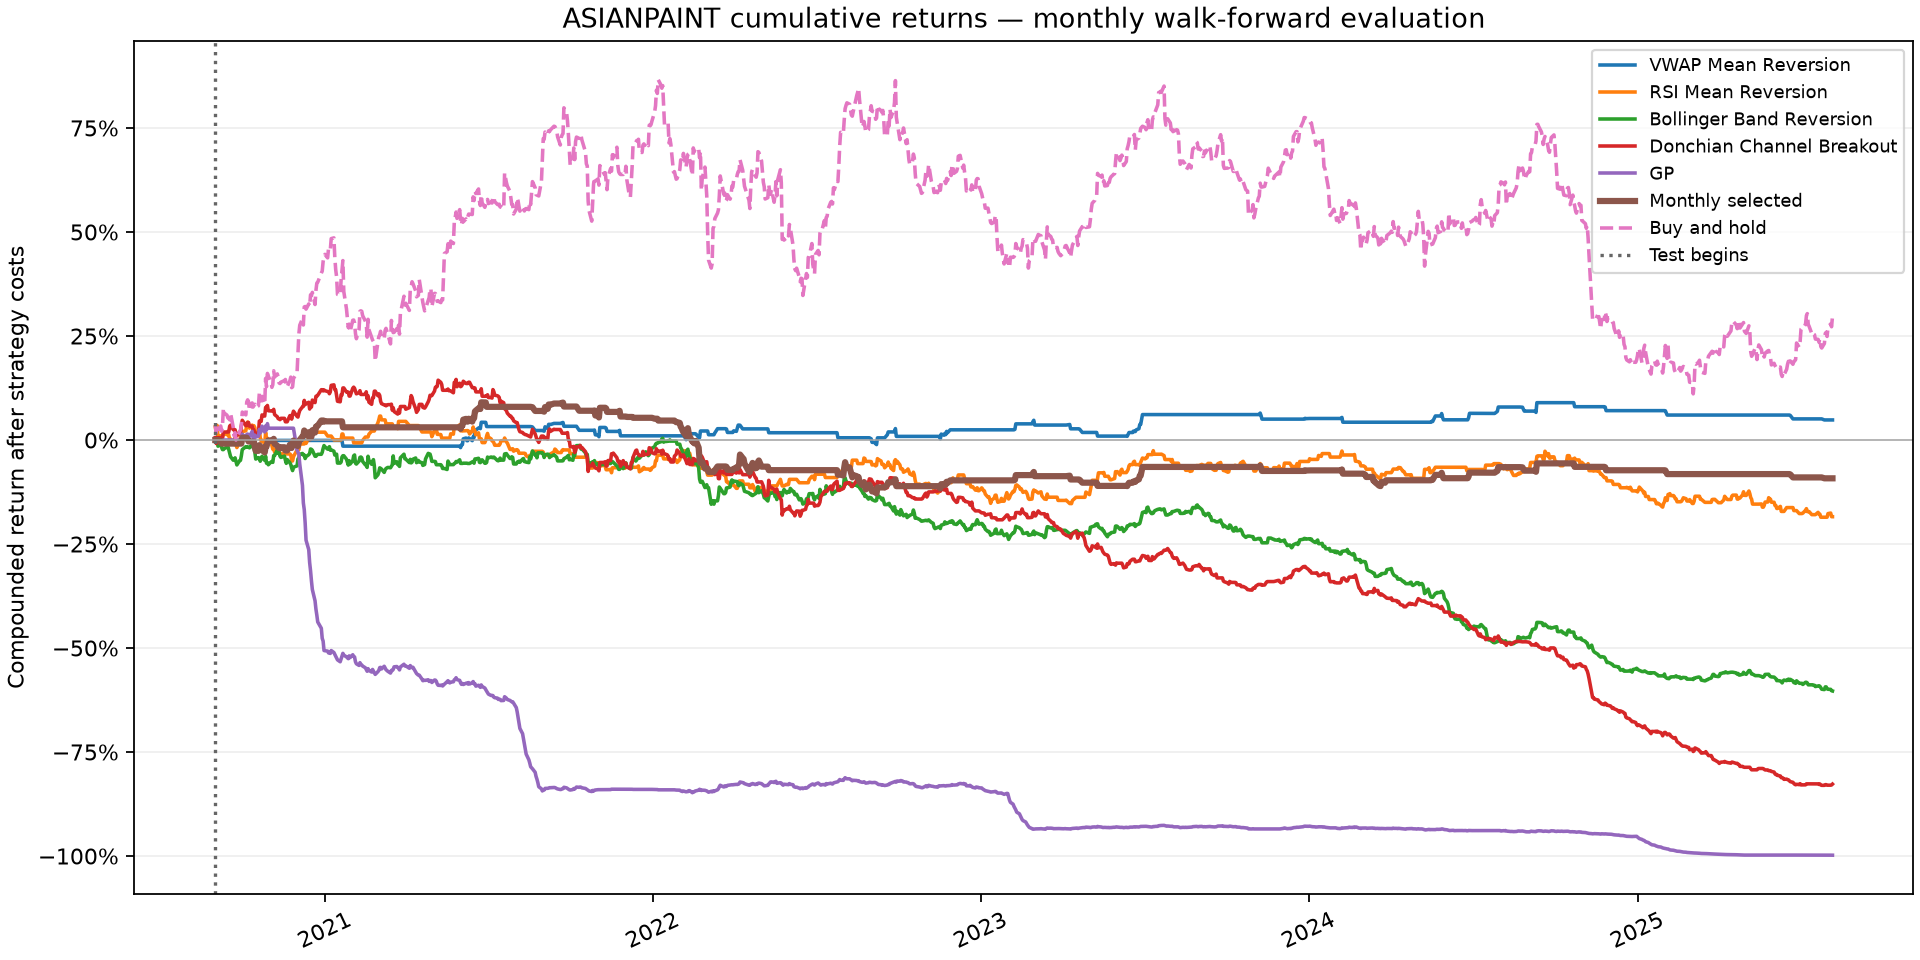 ASIANPAINT cumulative returns — monthly walk-forward evaluation
Compounded return after strategy costs
75%
50%
25%
0%
−25%
−50%
−75%
−100%
VWAP Mean Reversion
RSI Mean Reversion
Bollinger Band Reversion
Donchian Channel Breakout
GP
Monthly selected
Buy and hold
Test begins
2021
2022
2023
2024
2025